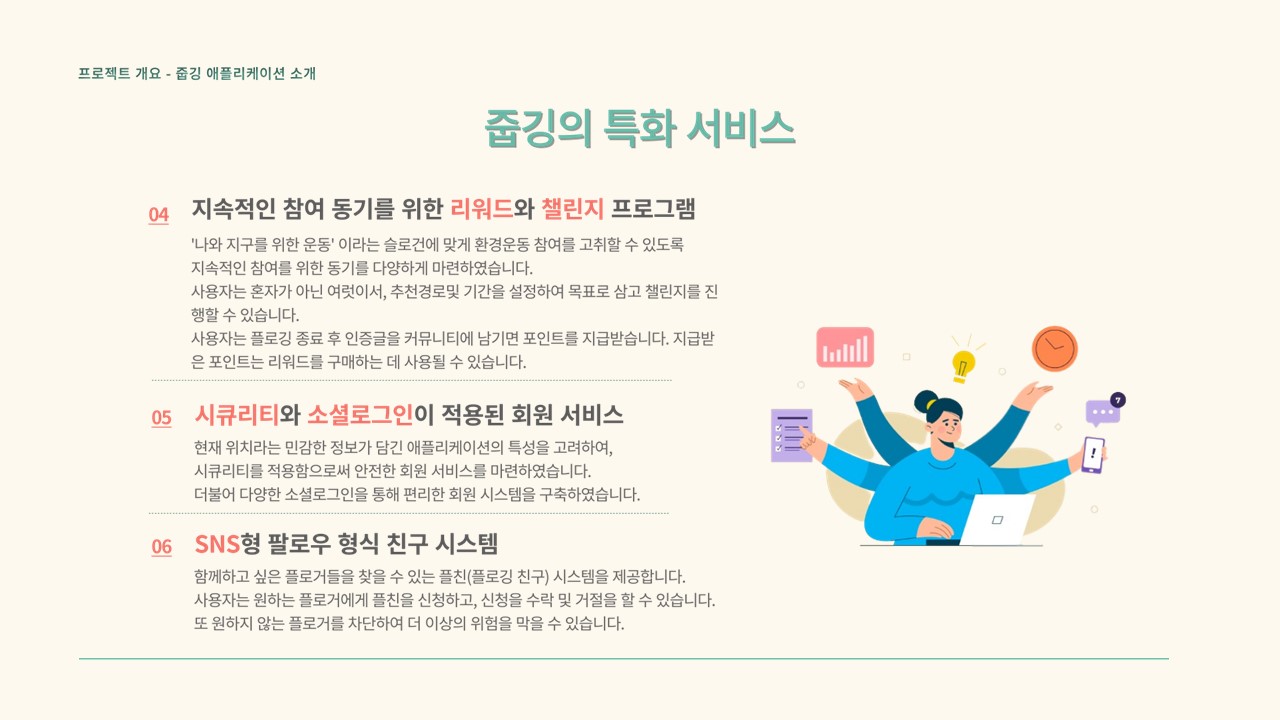 프로젝트 개요 - 줍깅 애플리케이션 소개
줍깅의 특화 서비스
04 지속적인 참여 동기를 위한 리워드와 챌린지 프로그램
'나와 지구를 위한 운동' 이라는 슬로건에 맞게 환경운동 참여를 고취할 수 있도록
지속적인 참여를 위한 동기를 다양하게 마련하였습니다.
사용자는 혼자가 아닌 여럿이서, 추천경로및 기간을 설정하여 목표로 삼고 챌린지를 진
행할 수 있습니다.
사용자는 플로깅 종료 후 인증글을 커뮤니티에 남기면 포인트를 지급받습니다. 지급받
은 포인트는 리워드를 구매하는 데 사용될 수 있습니다.
05 시큐리티와 소셜로그인이 적용된 회원 서비스
현재 위치라는 민감한 정보가 담긴 애플리케이션의 특성을 고려하여,
시큐리티를 적용함으로써 안전한 회원 서비스를 마련하였습니다.
더불어 다양한 소셜로그인을 통해 편리한 회원 시스템을 구축하였습니다.
06 SNS형 팔로우 형식 친구 시스템
함께하고 싶은 플로거들을 찾을 수 있는 플친(플로깅 친구) 시스템을 제공합니다.
사용자는 원하는 플로거에게 플친을 신청하고, 신청을 수락 및 거절을 할 수 있습니다.
또 원하지 않는 플로거를 차단하여 더 이상의 위험을 막을 수 있습니다.
7
!